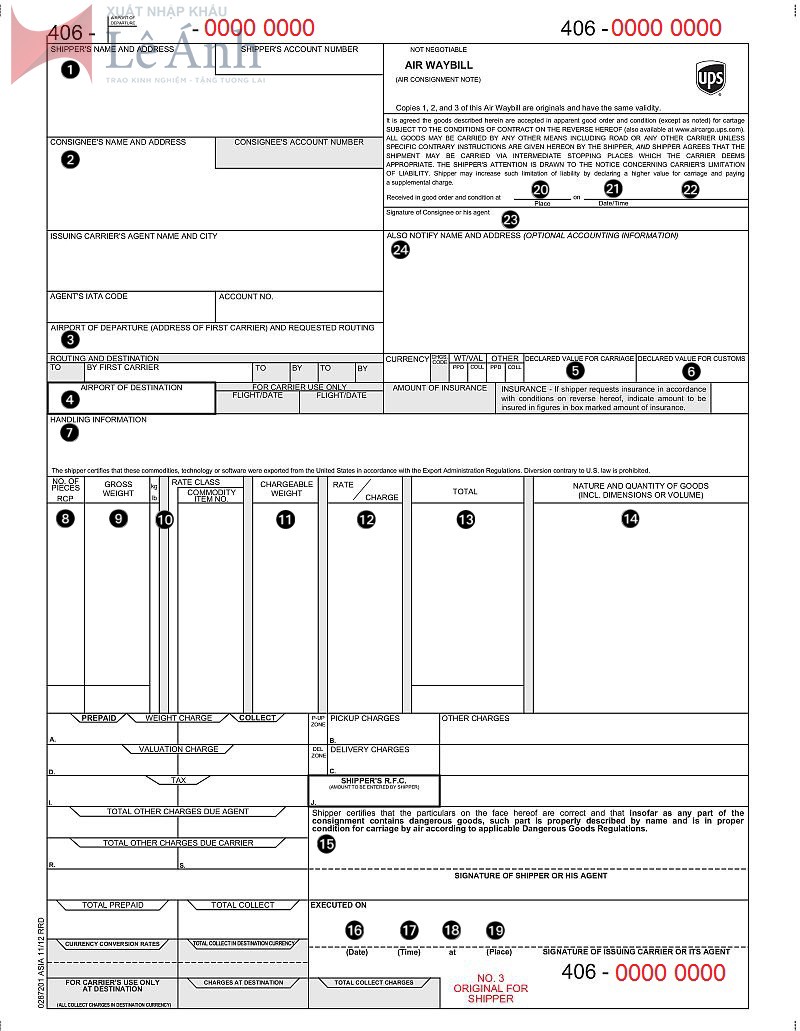 XUẤT NHẬP KHẨU
Lê Ánh
TRAO KINH NGHIỆM - TẶNG TƯƠNG LAI
406 -
AIRPORT OF
DEPARTURE
- 0000 0000
406 - 0000 0000
SHIPPER'S NAME AND ADDRESS
SHIPPER'S ACCOUNT NUMBER
1
NOT NEGOTIABLE
AIR WAYBILL
(AIR CONSIGNMENT NOTE)
ups
Copies 1, 2, and 3 of this Air Waybill are originals and have the same validity.
It is agreed the goods described herein are accepted in apparent good order and condition (except as noted) for cartage
SUBJECT TO THE CONDITIONS OF CONTRACT ON THE REVERSE HEREOF (also available at www.aircargo.ups.com).
ALL GOODS MAY BE CARRIED BY ANY OTHER MEANS INCLUDING ROAD OR ANY OTHER CARRIER UNLESS
SPECIFIC CONTRARY INSTRUCTIONS ARE GIVEN HEREON BY THE SHIPPER, AND SHIPPER AGREES THAT THE
SHIPMENT MAY BE CARRIED VIA INTERMEDIATE STOPPING PLACES WHICH THE CARRIER DEEMS
APPROPRIATE. THE SHIPPER'S ATTENTION IS DRAWN TO THE NOTICE CONCERNING CARRIER'S LIMITATION
OF LIABILITY. Shipper may increase such limitation of liability by declaring a higher value for carriage and paying
a supplemental charge.
CONSIGNEE'S NAME AND ADDRESS
CONSIGNEE'S ACCOUNT NUMBER
2
20 21 22
Received in good order and condition at
on
Place
Date/Time
Signature of Consignee or his agent
23
ISSUING CARRIER'S AGENT NAME AND CITY
ALSO NOTIFY NAME AND ADDRESS (OPTIONAL ACCOUNTING INFORMATION)
24
AGENT'S IATA CODE
ACCOUNT NO.
AIRPORT OF DEPARTURE (ADDRESS OF FIRST CARRIER) AND REQUESTED ROUTING
3
ROUTING AND DESTINATION
TO
BY FIRST CARRIER
TO
BY
TO
BY
CURRENCY
CHGS
CODE
WT/VAL
PPD COLL
OTHER
PPD COLL
DECLARED VALUE FOR CARRIAGE
5
DECLARED VALUE FOR CUSTOMS
6
AIRPORT OF DESTINATION
4
FOR CARRIER USE ONLY
FLIGHT/DATE
FLIGHT/DATE
AMOUNT OF INSURANCE
INSURANCE - If shipper requests insurance in accordance
with conditions on reverse hereof, indicate amount to be
insured in figures in box marked amount of insurance.
HANDLING INFORMATION
7
The shipper certifies that these commodities, technology or software were exported from the United States in accordance with the Export Administration Regulations. Diversion contrary to U.S. law is prohibited.
NO. OF
PIECES
RCP
GROSS
WEIGHT
kg
lb
RATE CLASS
COMMODITY
ITEM NO.
CHARGEABLE
WEIGHT
RATE
/
CHARGE
TOTAL
NATURE AND QUANTITY OF GOODS
(INCL. DIMENSIONS OR VOLUME)
8 9 10 11 12 13 14
PREPAID
WEIGHT CHARGE
COLLECT
A.
P-UP
ZONE
PICKUP CHARGES
B.
OTHER CHARGES
VALUATION CHARGE
D.
DEL
ZONE
DELIVERY CHARGES
C.
TAX
I.
SHIPPER'S R.F.C.
(AMOUNT TO BE ENTERED BY SHIPPER)
J.
TOTAL OTHER CHARGES DUE AGENT
Shipper certifies that the particulars on the face hereof are correct and that Insofar as any part of the
consignment contains dangerous goods, such part is properly described by name and is in proper
condition for carriage by air according to applicable Dangerous Goods Regulations.
TOTAL OTHER CHARGES DUE CARRIER
R.
S.
15
SIGNATURE OF SHIPPER OR HIS AGENT
TOTAL PREPAID
TOTAL COLLECT
EXECUTED ON
16 17 18 19
CURRENCY CONVERSION RATES
TOTAL COLLECT IN DESTINATION CURRENCY
(Date)
(Time)
at
(Place)
SIGNATURE OF ISSUING CARRIER OR ITS AGENT
FOR CARRIER'S USE ONLY
AT DESTINATION
(ALL COLLECT CHARGES IN DESTINATION CURRENCY)
CHARGES AT DESTINATION
TOTAL COLLECT CHARGES
NO. 3
ORIGINAL FOR
SHIPPER
406 - 0000 0000
0287201 ASIA 11/12 RRD